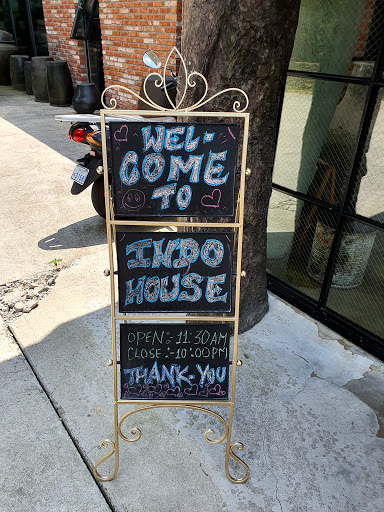 WEL-
COME
TO
INDO
HOUSE
OPEN:-11:30AM
CLOSE:-10:00PM
THANK-YOU